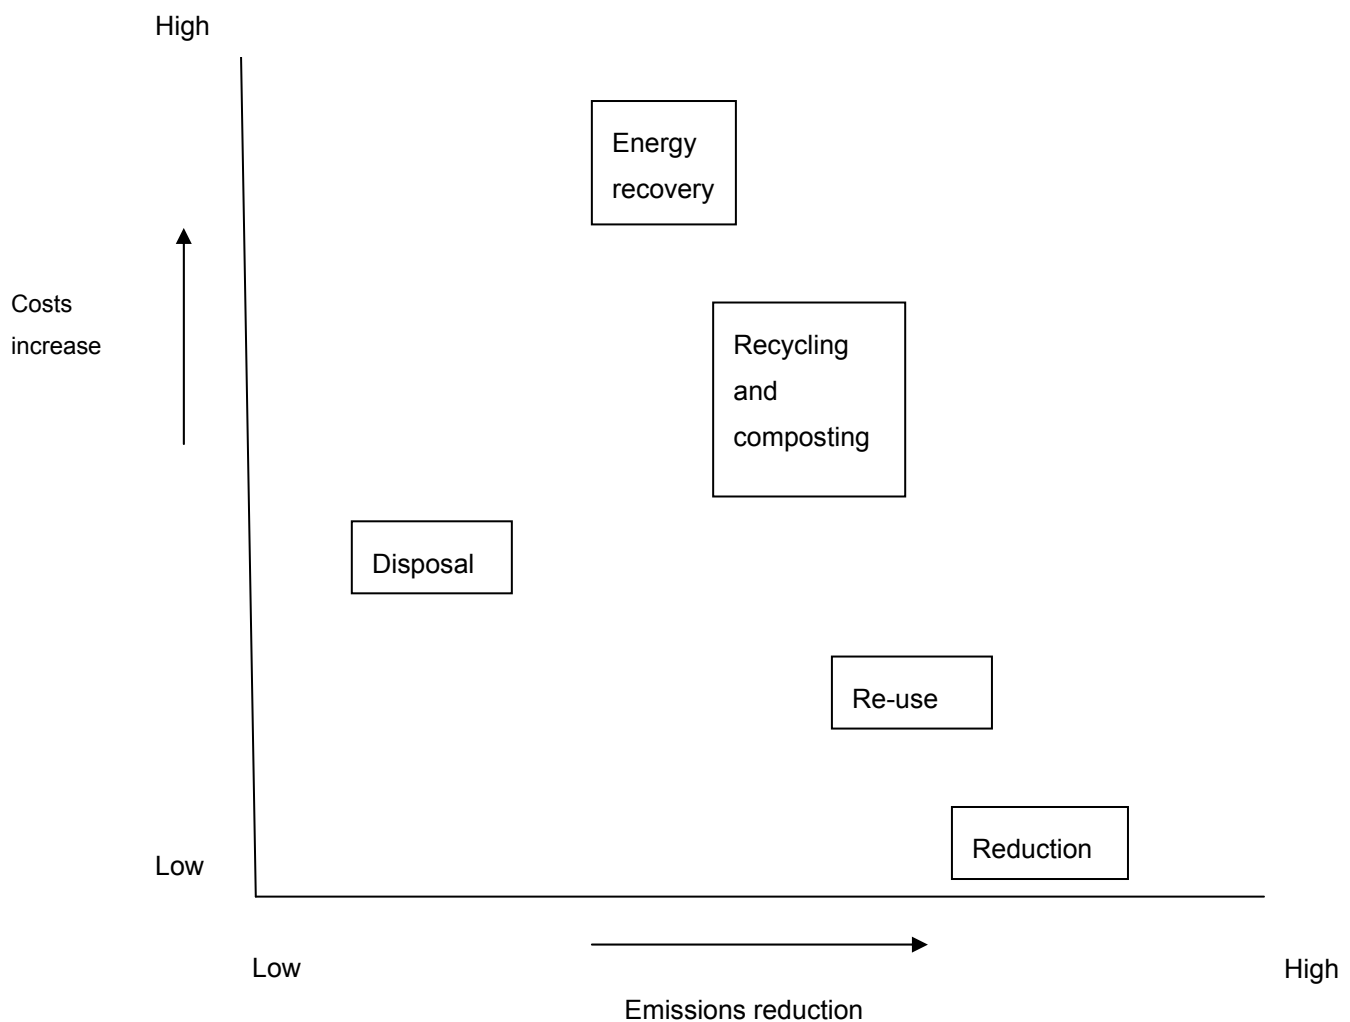 High
Energy
recovery
Costs
increase
Recycling
and
composting
Disposal
Re-use
Reduction
Low
Low
High
Emissions reduction